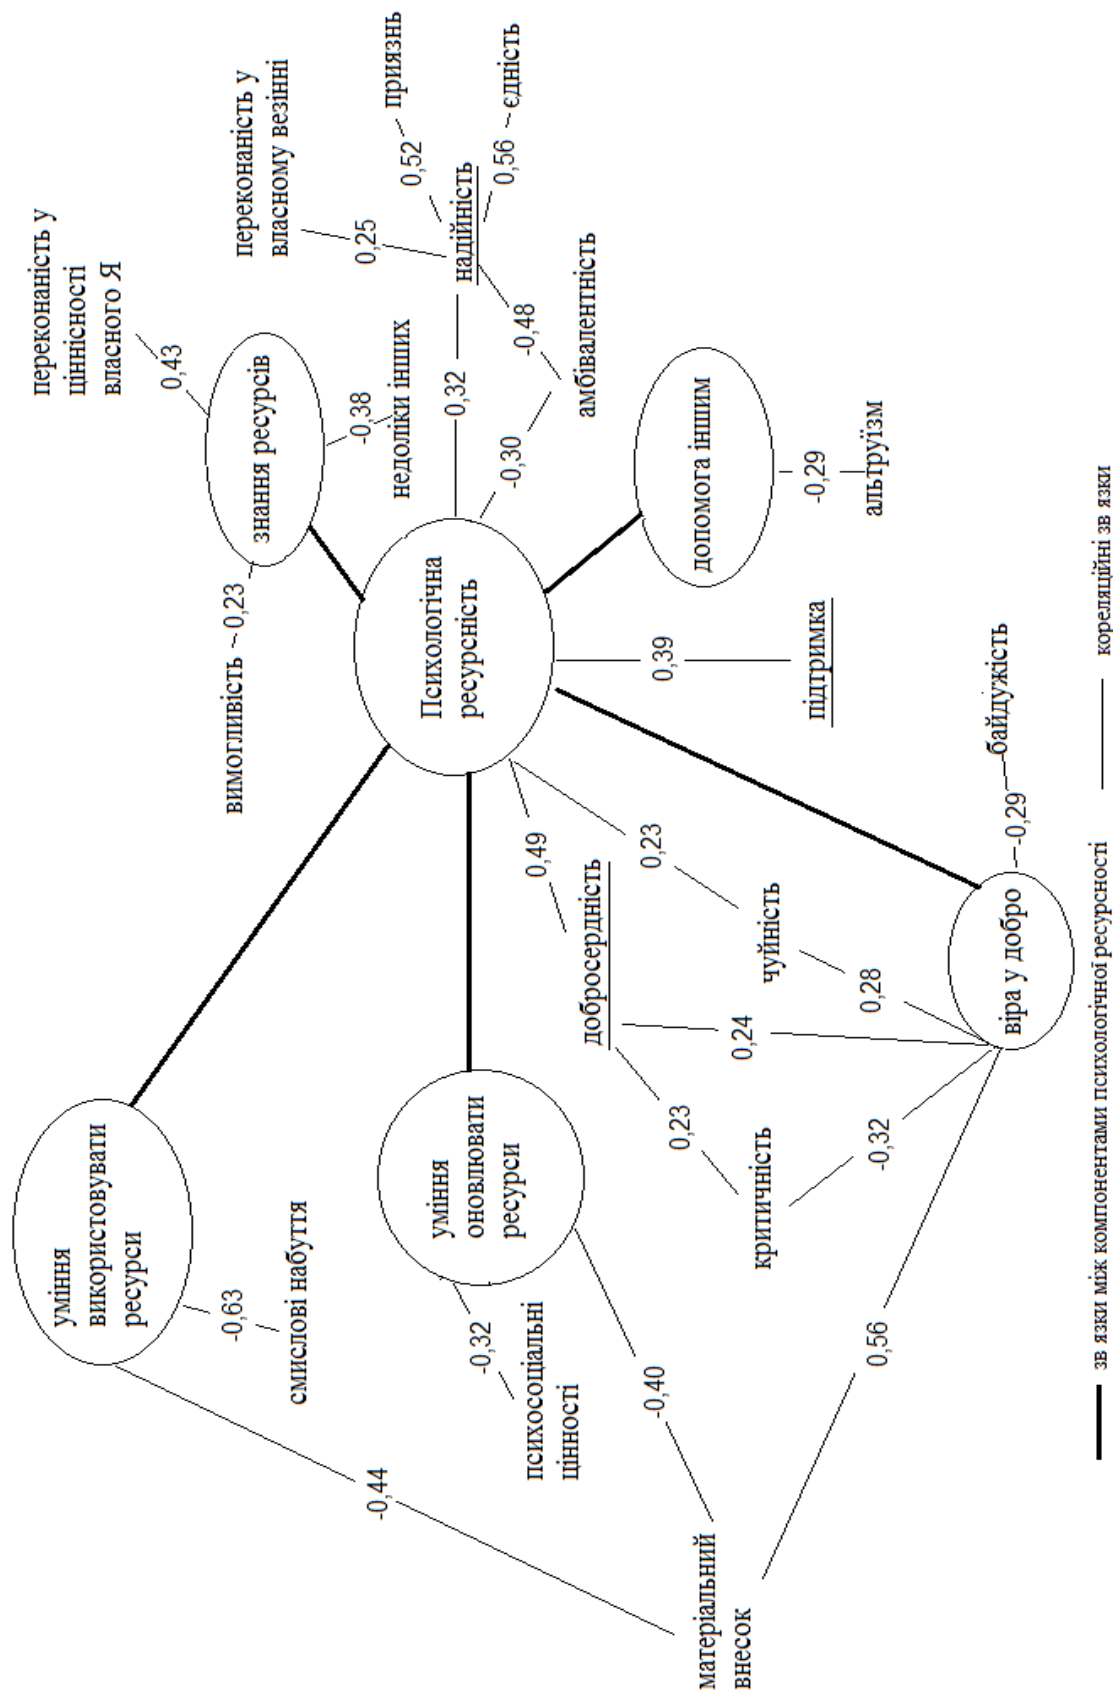 уміння
використовувати
ресурси
переконаність у
ціннісності
власного Я
0,43
вимогливість
0,23
-0,63
переконаність у
власному везінні
знання ресурсів
смислові набуття
-0,38
0,25
-0,44
приязнь
недоліки інших
0,52
Психологічна
ресурсність
уміння
оновлювати
ресурси
0,32
надійність
-0,32
0,56
єдність
психосоціальні
цінності
0,49
-0,30
-0,48
амбівалентність
добросердність
-0,40
0,23
0,39
0,23
допомога іншим
матеріальний
внесок
0,24
критичність
чуйність
підтримка
-0,29
альтруїзм
0,56
-0,32
0,28
віра у добро
-0,29
байдужість
зв язки між компонентами психологічної ресурсності
кореляційні зв язки